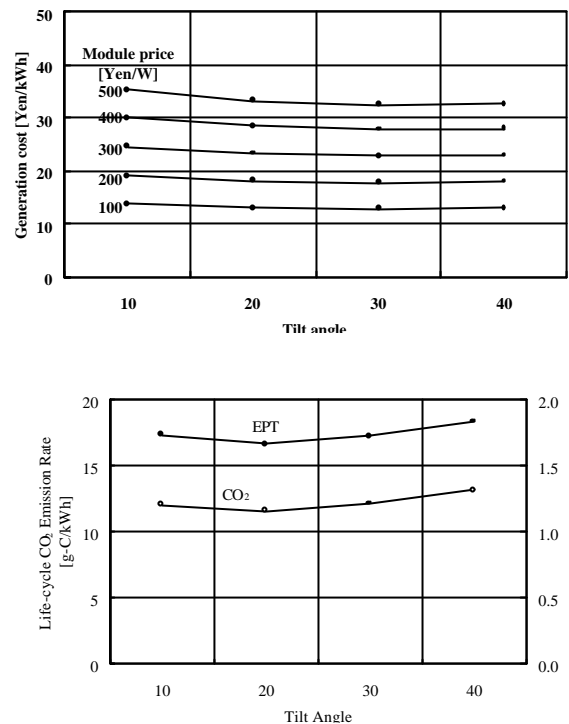 50
40
30
20
10
0
Generation cost [Yen/kWh]
Module price
[Yen/W]
500
400
300
200
100
10 20 30 40
Tilt angle
20
15
10
5
0
Life-cycle CO₂ Emission Rate
[g-C/kWh]
EPT
CO₂
2.0
1.5
1.0
0.5
0.0
10 20 30 40
Tilt Angle